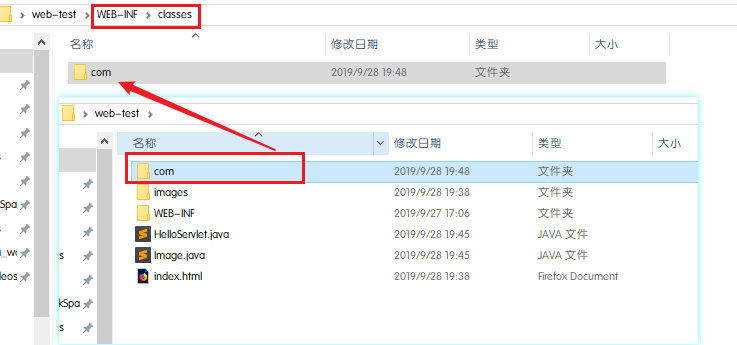 web-test > WEB-INF > classes
名称 修改日期 类型 大小
com 2019/9/28 19:48 文件夹
web-test >
名称 修改日期 类型 大小
com 2019/9/28 19:48 文件夹
images 2019/9/28 19:38 文件夹
WEB-INF 2019/9/27 17:06 文件夹
HelloServlet.java 2019/9/28 19:45 JAVA 文件
Image.java 2019/9/28 19:45 JAVA 文件
index.html 2019/9/28 19:38 Firefox Document
kSpa
a_wa
deos
kSpa